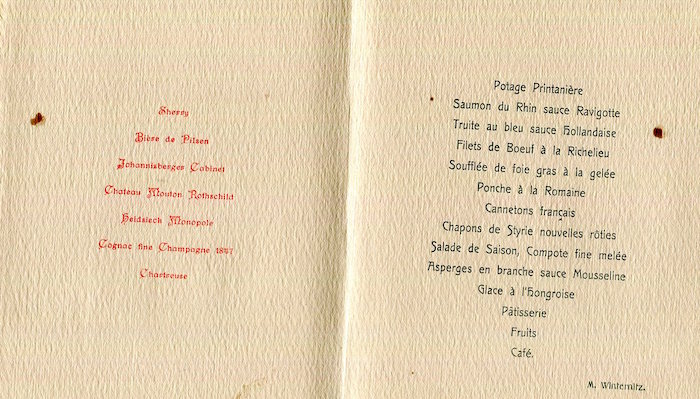 Sherry
Bière de Pilsen
Johannisberger Cabinet
Chateau Mouton Rothschild
Heidsieck Monopole
Cognac fine Champagne 1847
Chartreuse
Potage Printanière
Saumon du Rhin sauce Ravigotte
Truite au bleu sauce Hollandaise
Filets de Boeuf à la Richelieu
Soufflée de foie gras à la gelée
Ponche à la Romaine
Cannetons français
Chapons de Styrie nouvelles rôties
Salade de Saison, Compote fine melée
Asperges en branche sauce Mousseline
Glace à l'hongroise
Pâtisserie
Fruits
Café.
M. Winternitz.